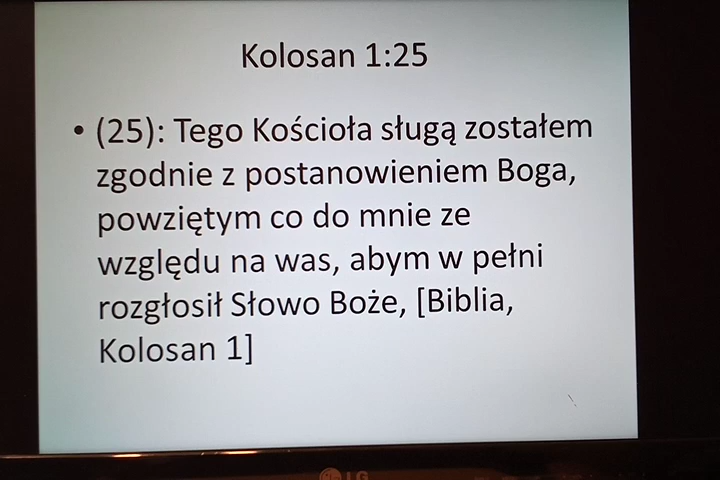 Kolosan 1:25
• (25): Tego Kościoła sługą zostałem
zgodnie z postanowieniem Boga,
powziętym co do mnie ze
względu na was, abym w pełni
rozgłosił Słowo Boże, [Biblia,
Kolosan 1]
LG